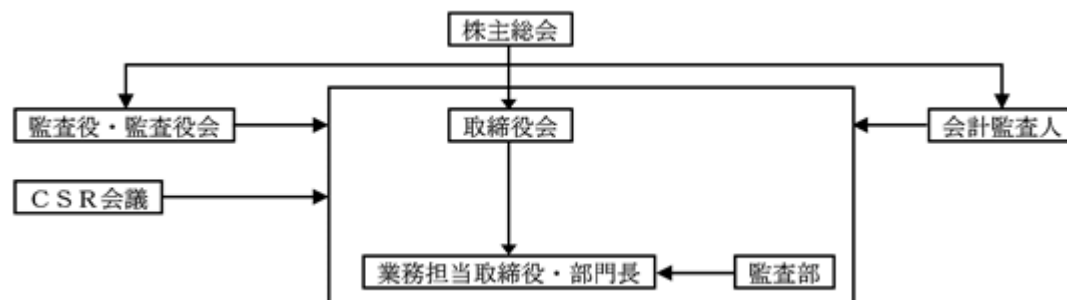 株主総会
監査役・監査役会
取締役会
会計監査人
ＣＳＲ会議
業務担当取締役・部門長
監査部